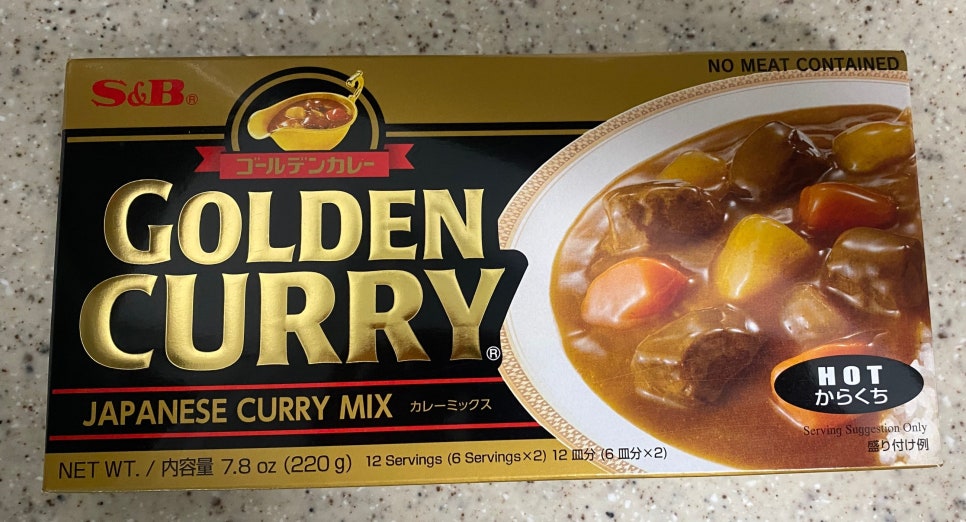 NO MEAT CONTAINED
S&B®
ゴールデンカレー
GOLDEN
CURRY®
JAPANESE CURRY MIX カレーミックス
HOT
からくち
Serving Suggestion Only
盛り付け例
NET WT. / 内容量 7.8 oz (220 g) 12 Servings (6 Servings×2) 12 皿分 (6 皿分×2)